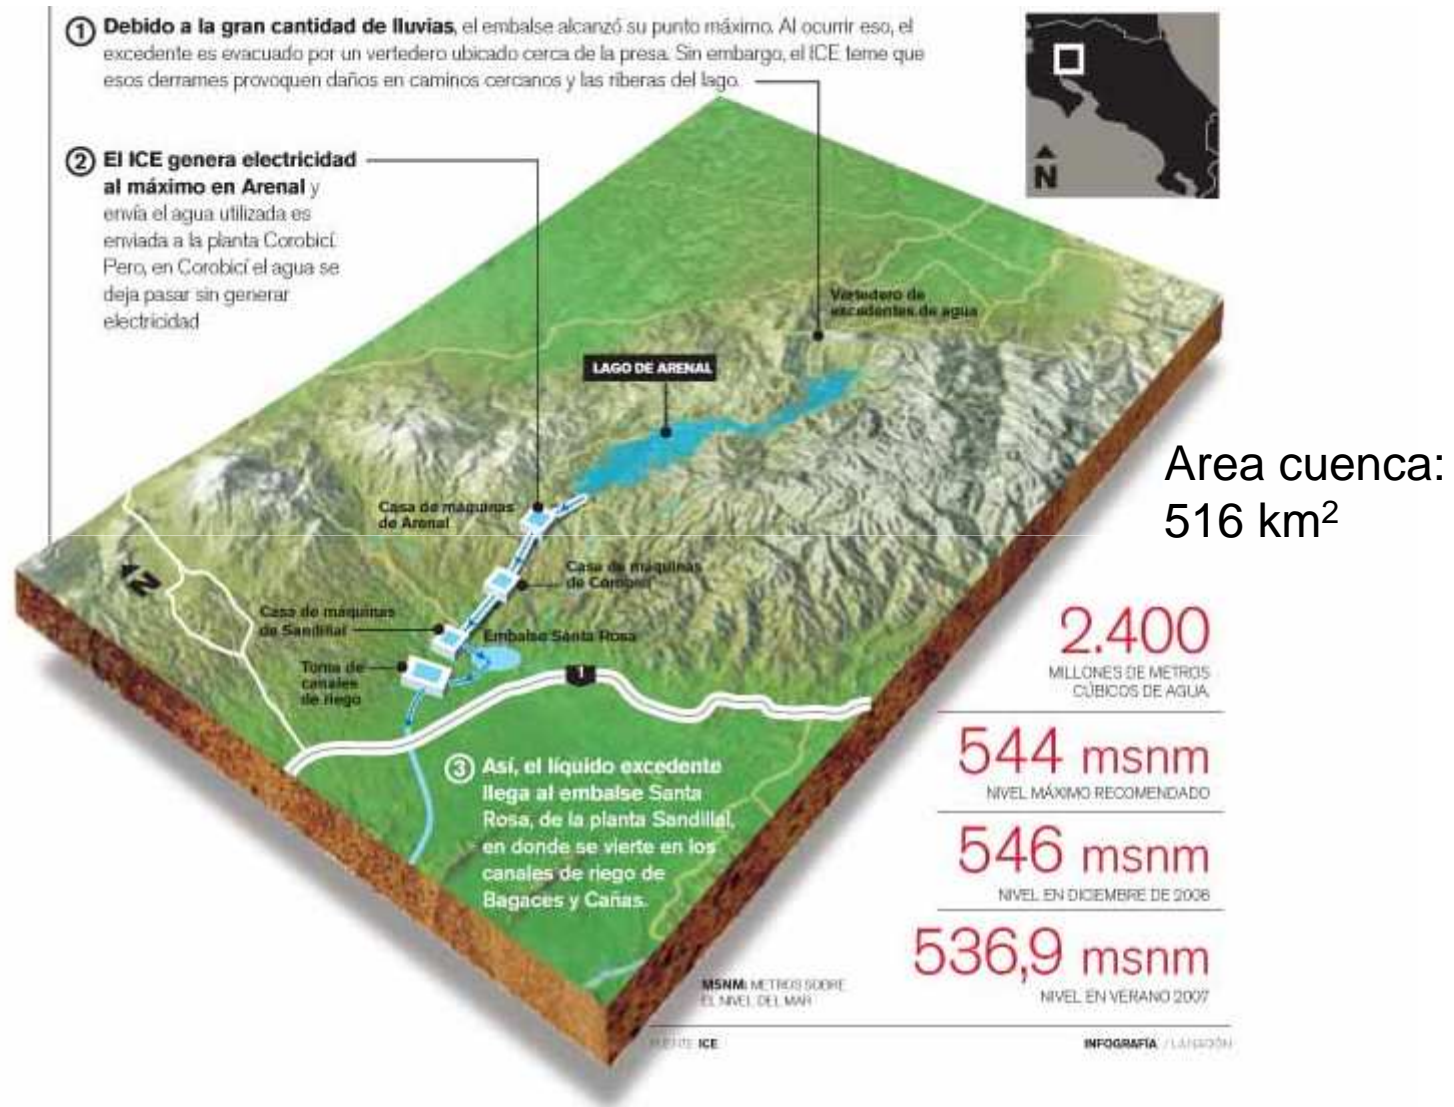 ① Debido a la gran cantidad de lluvias, el embalse alcanzó su punto máximo. Al ocurrir eso, el
excedente es evacuado por un vertedero ubicado cerca de la presa. Sin embargo, el ICE teme que
esos derrames provoquen daños en caminos cercanos y las riberas del lago.
② El ICE genera electricidad
al máximo en Arenal y
envía el agua utilizada es
enviada a la planta Corobicí.
Pero, en Corobicí el agua se
deja pasar sin generar
electricidad
N
Vertedero de
excedentes de agua
LAGO DE ARENAL
Casa de máquinas
de Arenal
Casa de máquinas
de Corobicí
N
Casa de máquinas
de Sandillal
Embalse Santa Rosa
Toma de
canales
de riego
1
③ Así, el líquido excedente
llega al embalse Santa
Rosa, de la planta Sandillal,
en donde se vierte en los
canales de riego de
Bagaces y Cañas.
Area cuenca:
516 km²
2.400
MILLONES DE METROS
CÚBICOS DE AGUA
544 msnm
NIVEL MÁXIMO RECOMENDADO
546 msnm
NIVEL EN DICIEMBRE DE 2006
536,9 msnm
NIVEL EN VERANO 2007
MSNM: METROS SOBRE
EL NIVEL DEL MAR
FUENTE ICE
INFOGRAFÍA / LA NACIÓN